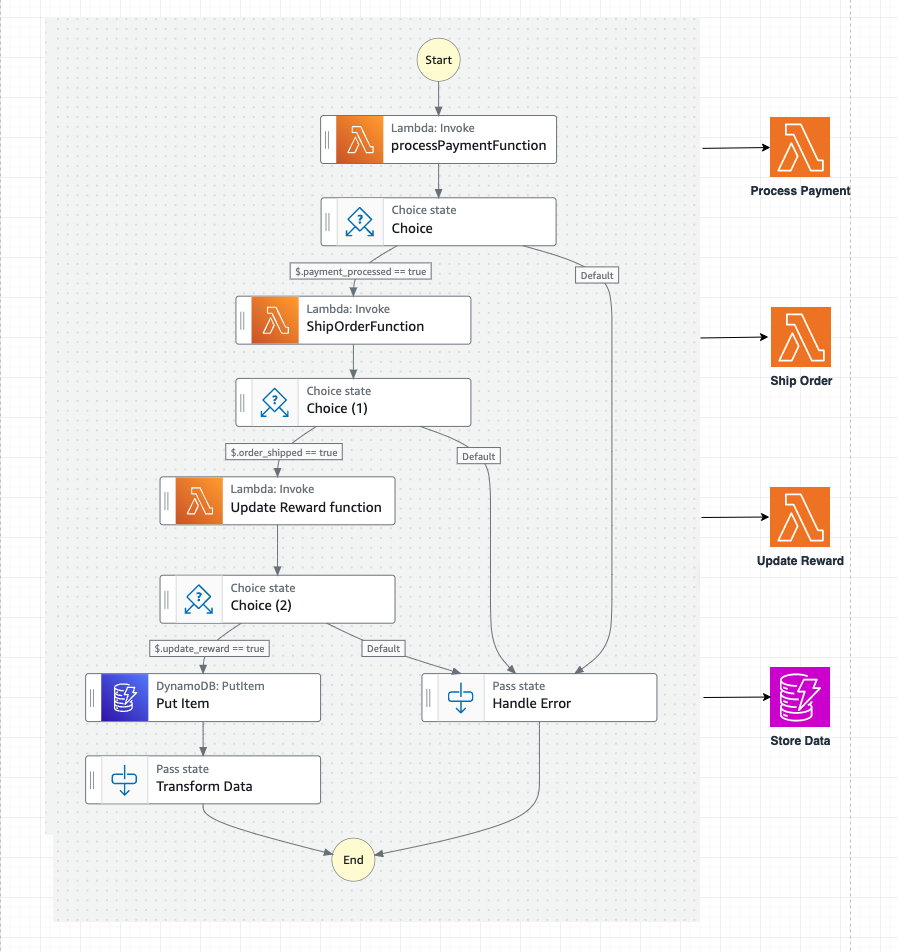 Start
Lambda: Invoke
processPaymentFunction
Process Payment
Choice state
Choice
$.payment_processed == true
Default
Lambda: Invoke
ShipOrderFunction
Ship Order
Choice state
Choice (1)
$.order_shipped == true
Default
Lambda: Invoke
Update Reward function
Update Reward
Choice state
Choice (2)
$.update_reward == true
Default
DynamoDB: PutItem
Put Item
Pass state
Handle Error
Store Data
Pass state
Transform Data
End